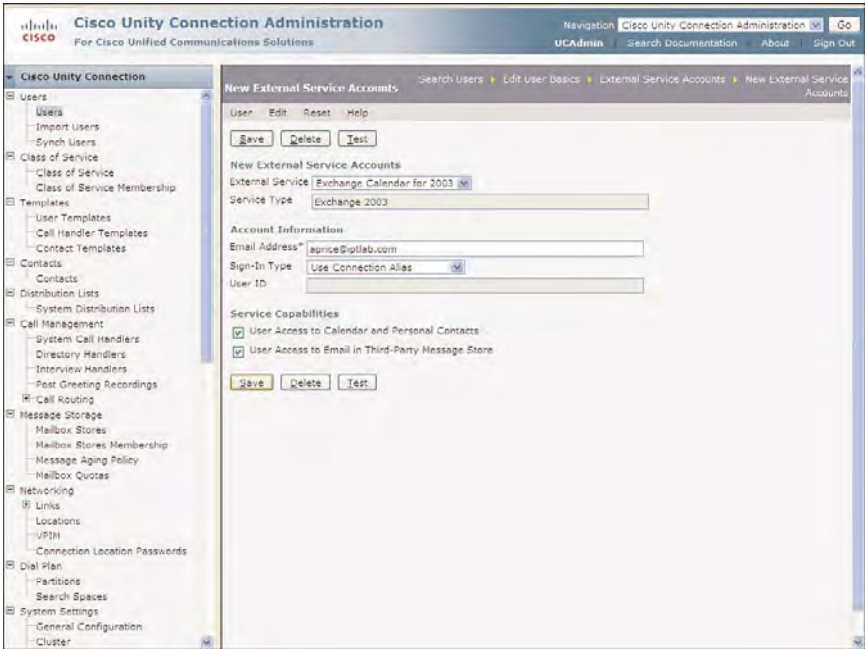 CISCO
Cisco Unity Connection Administration
For Cisco Unified Communications Solutions
Navigation Cisco Unity Connection Administration Go
UCAdmin Search Documentation About Sign Out
Cisco Unity Connection
Users
Users
Import Users
Synch Users
Class of Service
Class of Service
Class of Service Membership
Templates
User Templates
Call Handler Templates
Contact Templates
Contacts
Contacts
Distribution Lists
System Distribution Lists
Call Management
System Call Handlers
Directory Handlers
Interview Handlers
Post Greeting Recordings
Call Routing
Message Storage
Mailbox Stores
Mailbox Stores Membership
Message Aging Policy
Mailbox Quotas
Networking
Links
Locations
VPIM
Connection Location Passwords
Dial Plan
Partitions
Search Spaces
System Settings
General Configuration
Cluster
New External Service Accounts
Search Users Edit User Basics External Service Accounts New External Service
Accounts
User Edit Reset Help
Save Delete Test
New External Service Accounts
External Service Exchange Calendar for 2003
Service Type Exchange 2003
Account Information
Email Address* aprice@iptlab.com
Sign-In Type Use Connection Alias
User ID
Service Capabilities
User Access to Calendar and Personal Contacts
User Access to Email in Third-Party Message Store
Save Delete Test